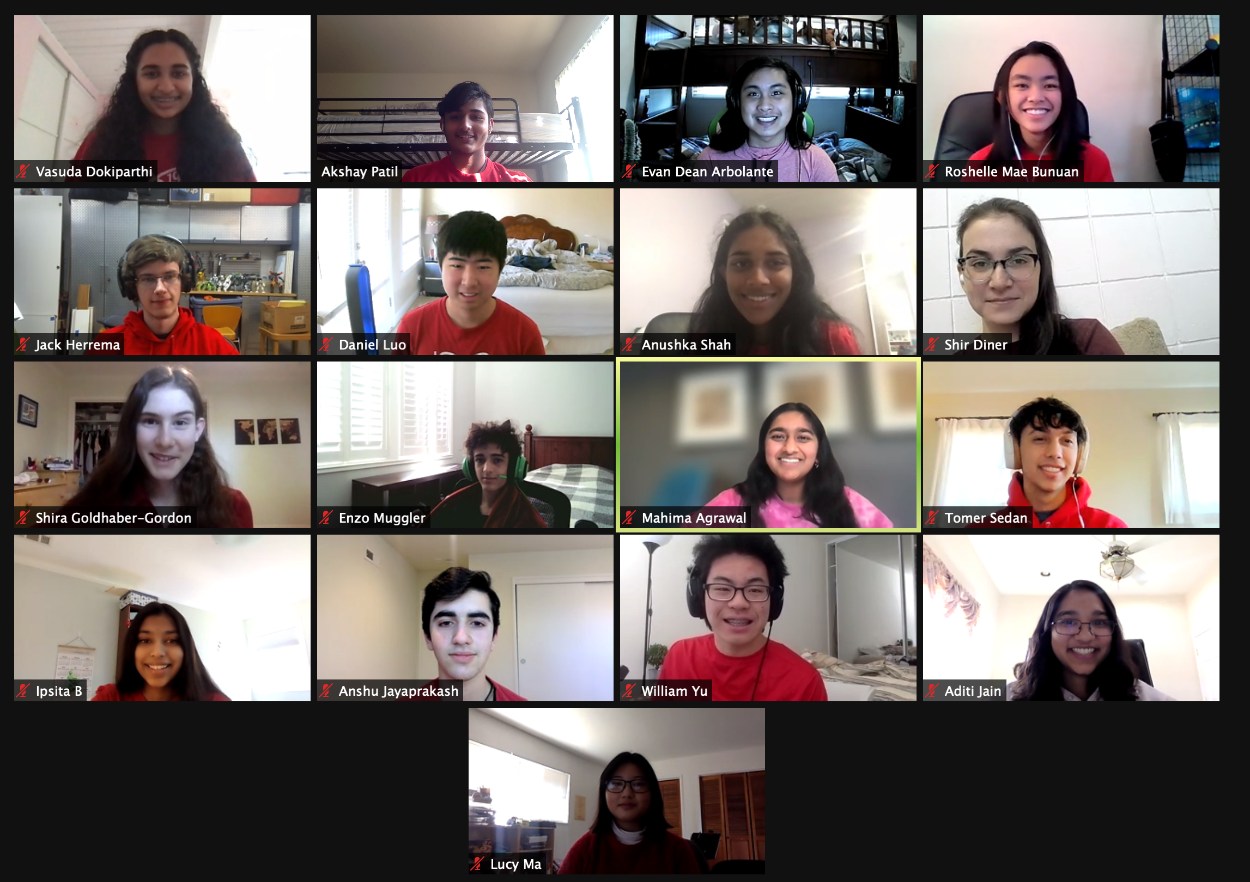 Vasuda Dokiparthi
Akshay Patil
Evan Dean Arbolante
Roshelle Mae Bunuan
Jack Herrema
Daniel Luo
Anushka Shah
Shir Diner
Shira Goldhaber-Gordon
Enzo Muggler
Mahima Agrawal
Tomer Sedan
Ipsita B
Anshu Jayaprakash
William Yu
Aditi Jain
Lucy Ma